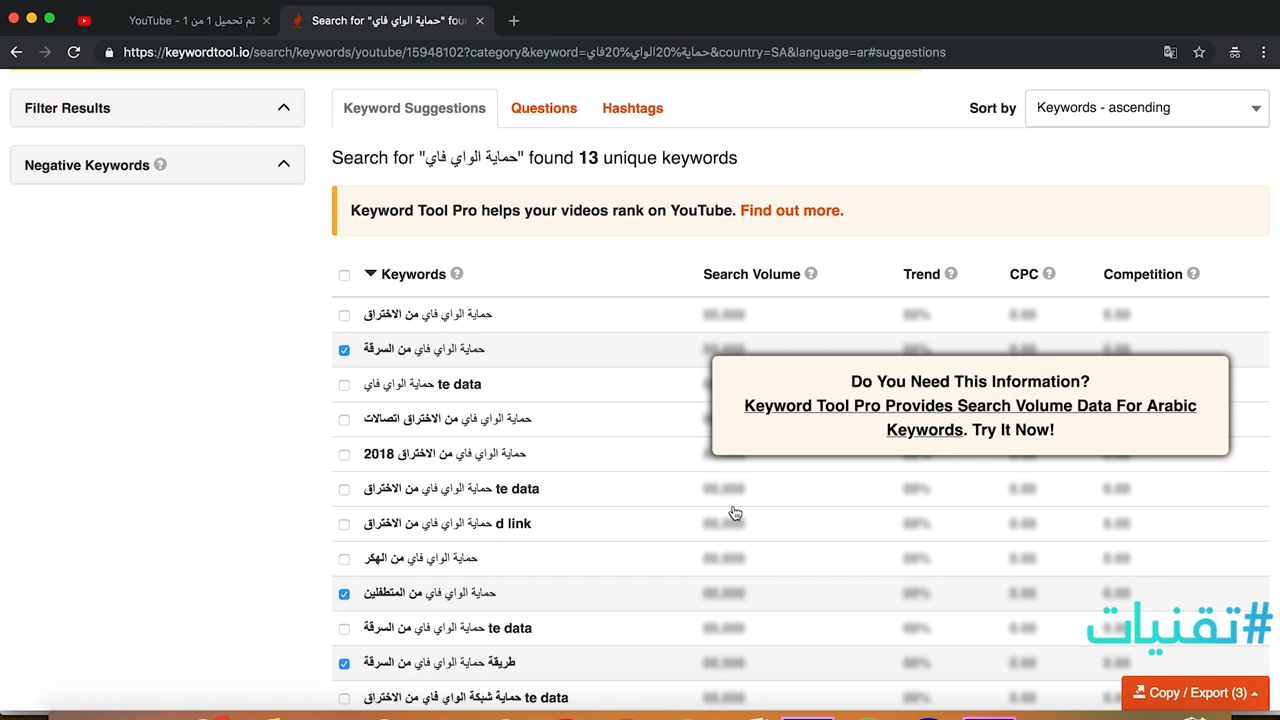 YouTube - تم تحميل 1 من 1
Search for "حماية الواي فاي" foun
https://keywordtool.io/search/keywords/youtube/15948102?category&keyword=حماية%20الواي%20فاي&country=SA&language=ar#suggestions
Filter Results
Negative Keywords
Keyword Suggestions
Questions
Hashtags
Sort by
Keywords - ascending
Search for "حماية الواي فاي" found 13 unique keywords
Keyword Tool Pro helps your videos rank on YouTube. Find out more.
Keywords
Search Volume
Trend
CPC
Competition
حماية الواي فاي من الاختراق
حماية الواي فاي من السرقة
حماية الواي فاي te data
حماية الواي فاي من الاختراق اتصالات
حماية الواي فاي من الاختراق 2018
حماية الواي فاي من الاختراق te data
حماية الواي فاي من الاختراق d link
حماية الواي فاي من الهكر
حماية الواي فاي من المتطفلين
حماية الواي فاي من السرقة te data
طريقة حماية الواي فاي من السرقة
حماية شبكة الواي فاي من الاختراق te data
Do You Need This Information?
Keyword Tool Pro Provides Search Volume Data For Arabic
Keywords. Try It Now!
#تقنيات
Copy / Export (3)